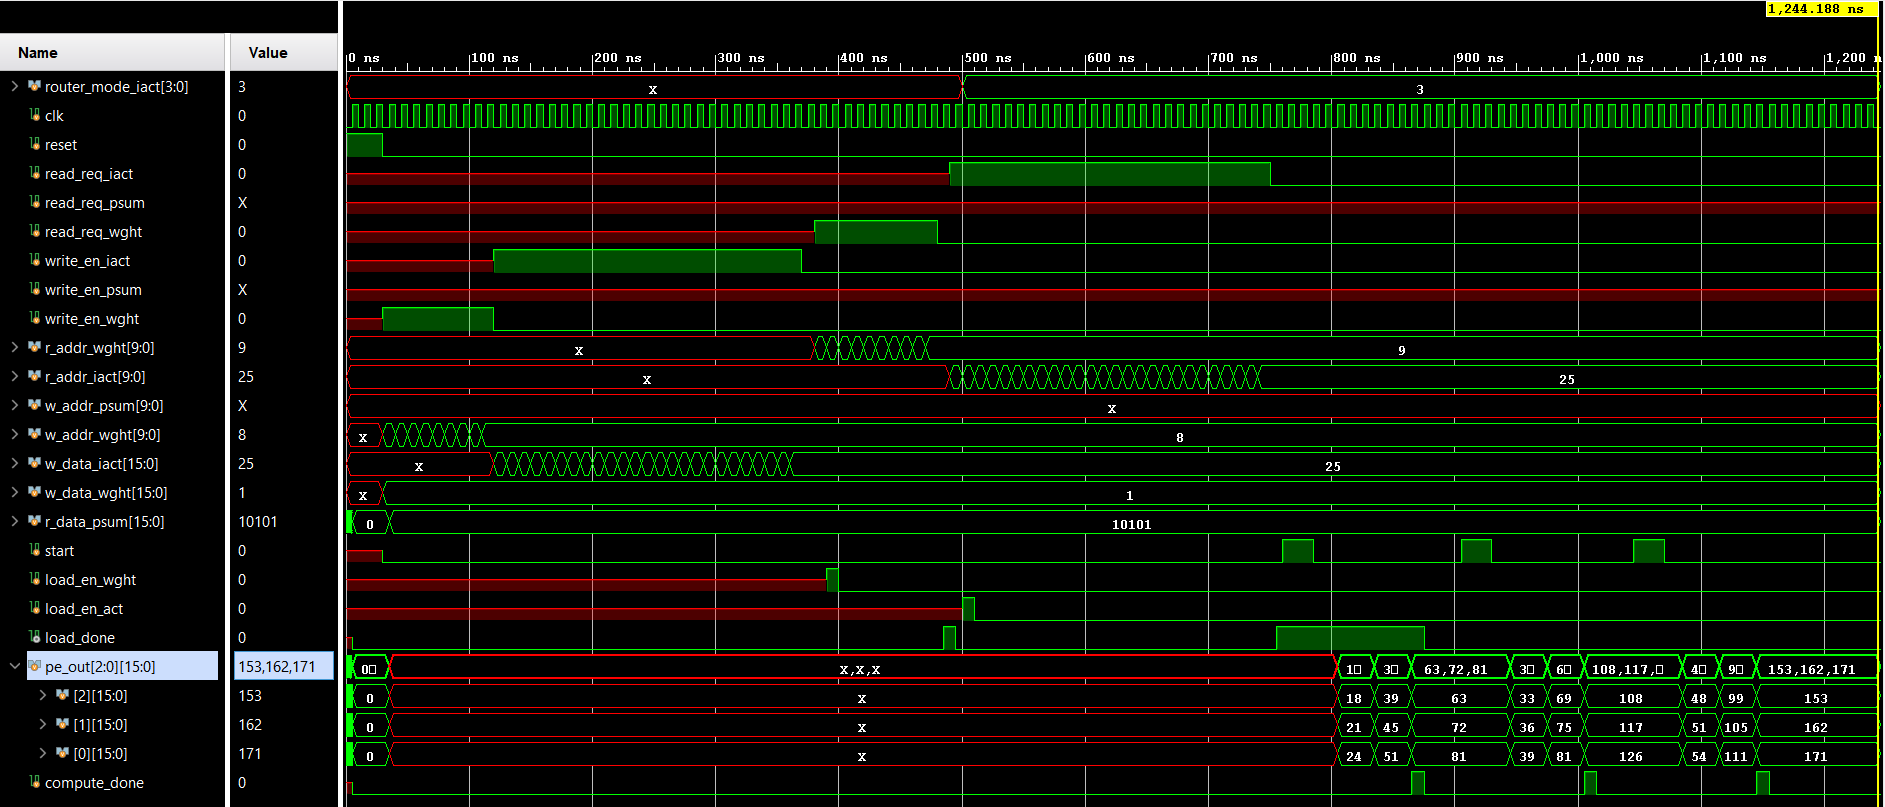 1,244.188 ns
Name Value 0 ns 100 ns 200 ns 300 ns 400 ns 500 ns 600 ns 700 ns 800 ns 900 ns 1,000 ns 1,100 ns 1,200 n
router_mode_iact[3:0] 3 X 3
clk 0
reset 0
read_req_iact 0
read_req_psum X
read_req_wght 0
write_en_iact 0
write_en_psum X
write_en_wght 0
r_addr_wght[9:0] 9 X 9
r_addr_iact[9:0] 25 X 25
w_addr_psum[9:0] X X
w_addr_wght[9:0] 8 X 8
w_data_iact[15:0] 25 X 25
w_data_wght[15:0] 1 X 1
r_data_psum[15:0] 10101 0 10101
start 0
load_en_wght 0
load_en_act 0
load_done 0
pe_out[2:0][15:0] 153,162,171 0 X,X,X 1 3 63,72,81 3 6 108,117, 4 9 153,162,171
[2][15:0] 153 0 X 18 39 63 33 69 108 48 99 153
[1][15:0] 162 0 X 21 45 72 36 75 117 51 105 162
[0][15:0] 171 0 X 24 51 81 39 81 126 54 111 171
compute_done 0